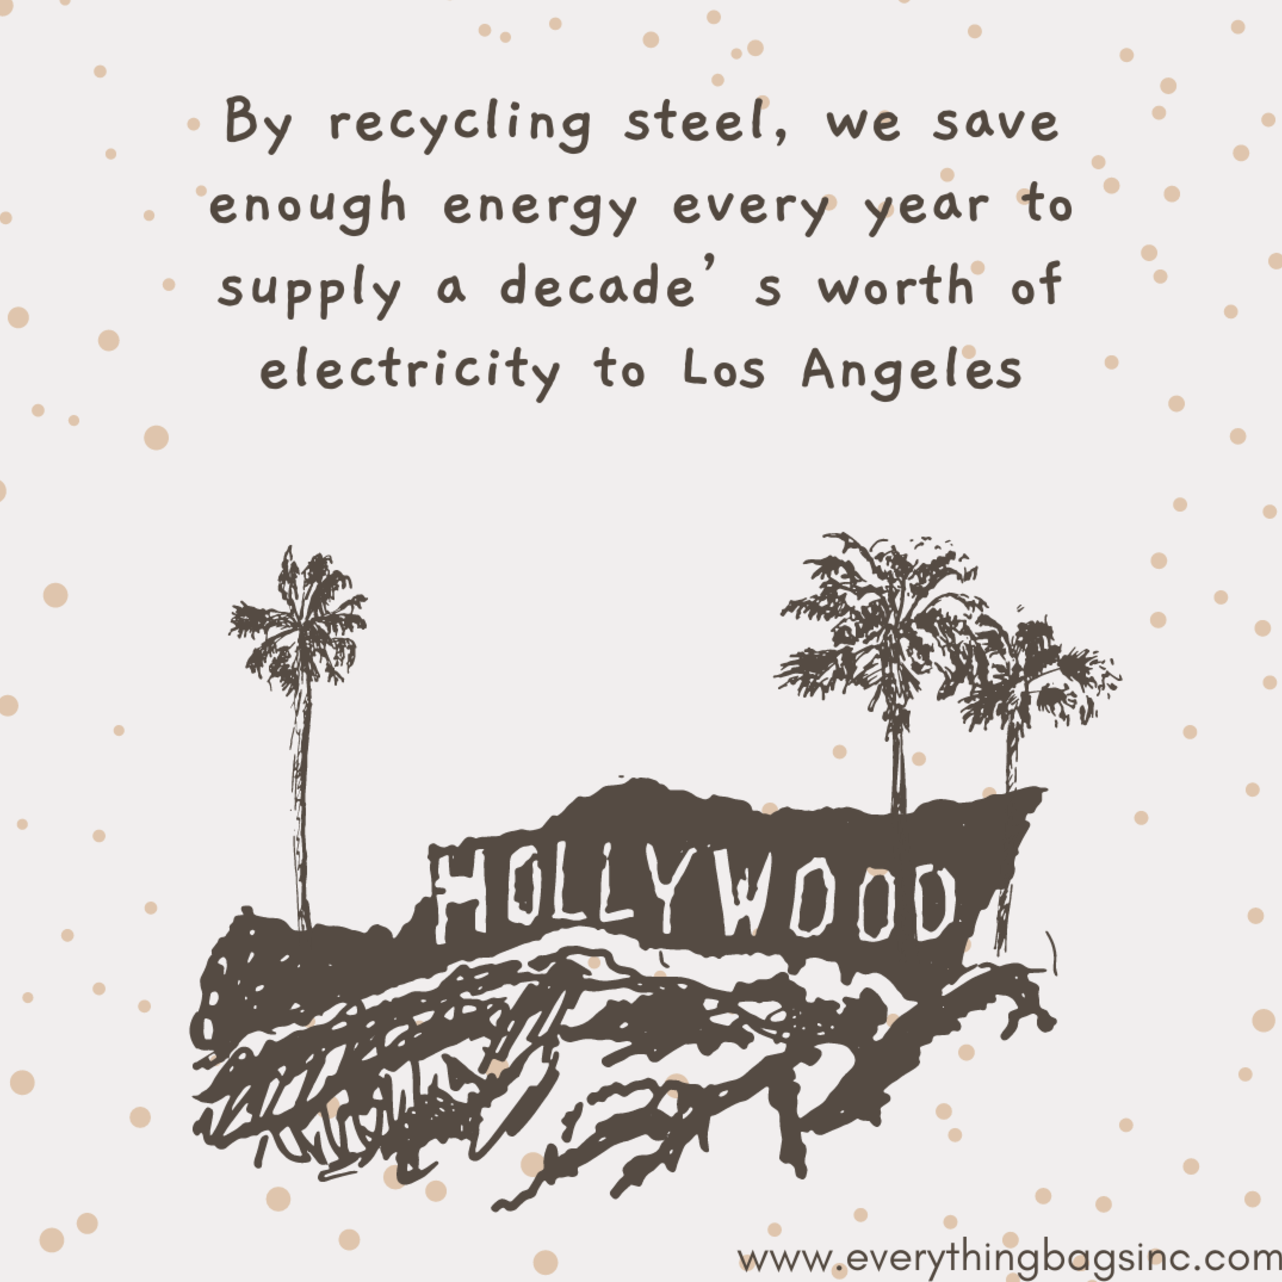 By recycling steel, we save
enough energy every year to
supply a decade’ s worth of
electricity to Los Angeles
HOLLYWOOD
www.everythingbagsinc.com